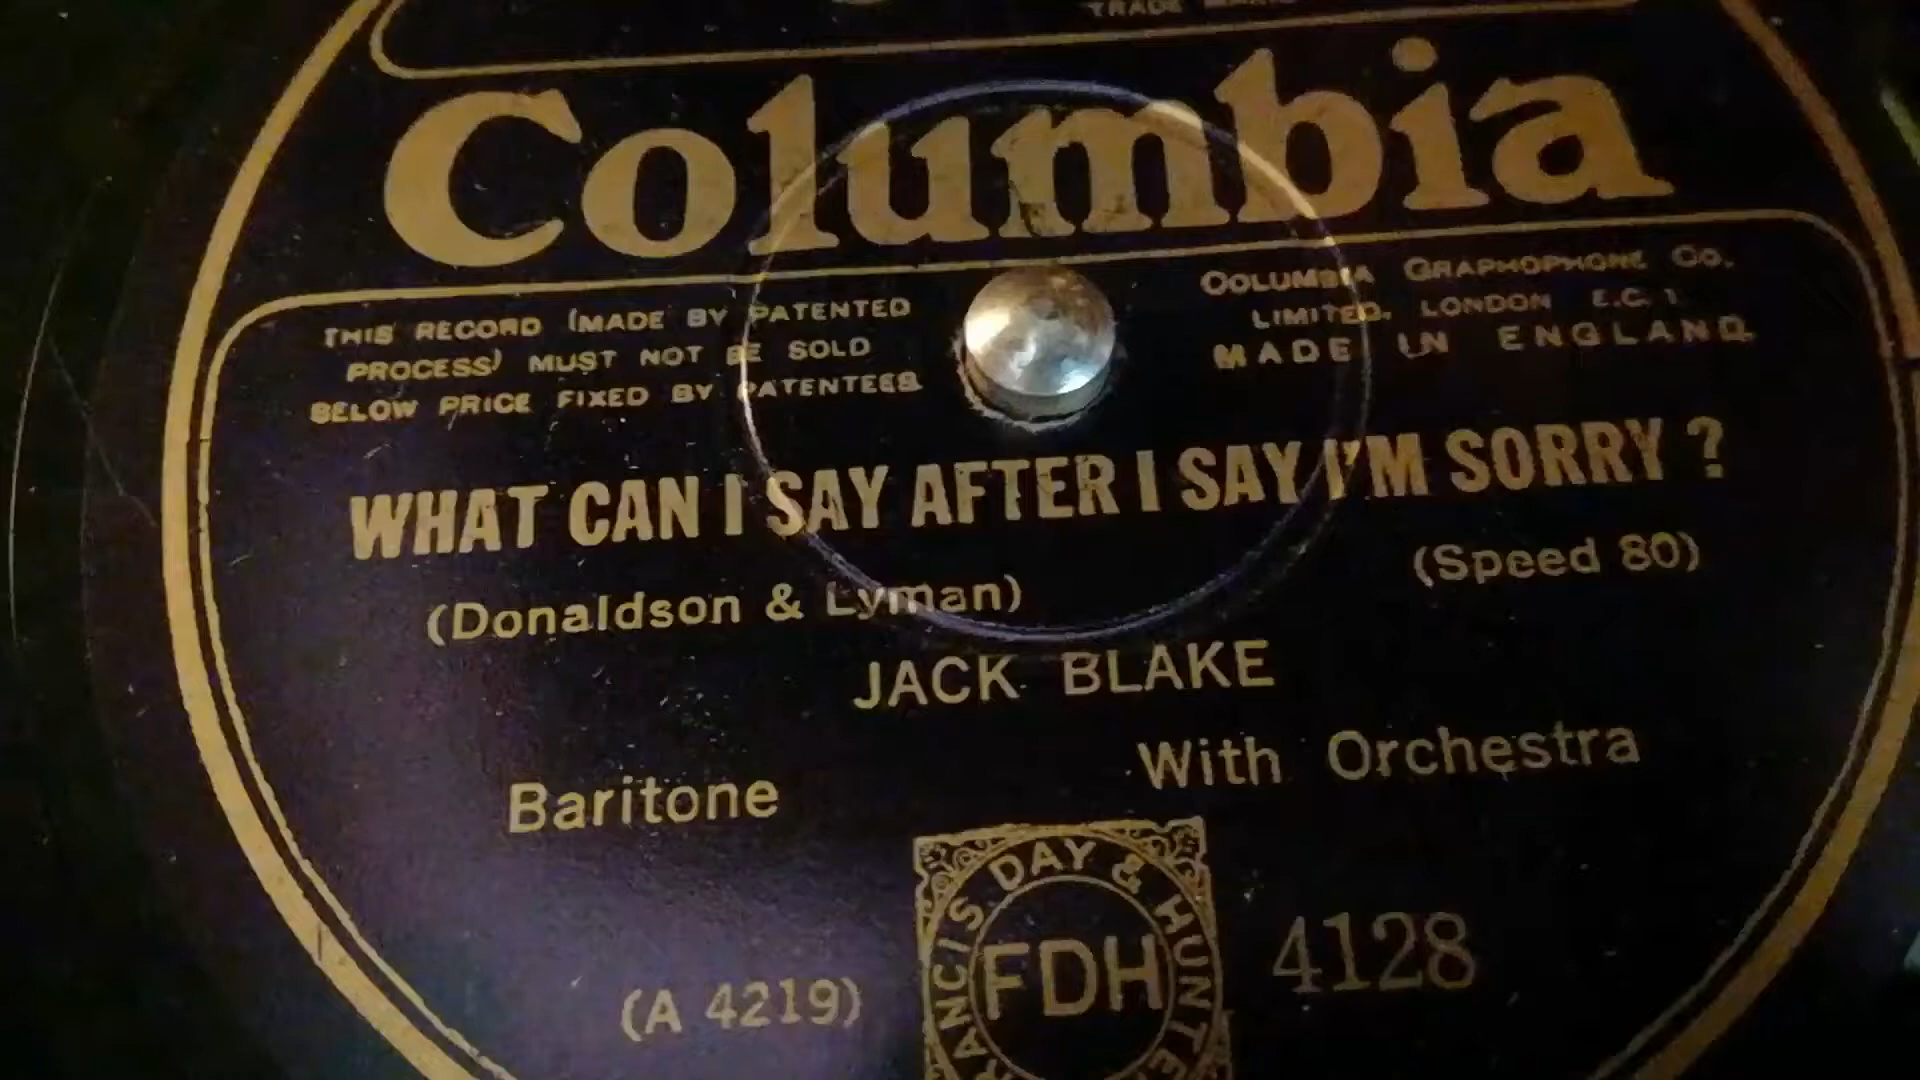 TRADE MARK
Columbia
THIS RECORD (MADE BY PATENTED
PROCESS) MUST NOT BE SOLD
BELOW PRICE FIXED BY PATENTEES.
COLUMBIA GRAPHOPHONE CO.
LIMITED. LONDON E.C.1.
MADE IN ENGLAND.
WHAT CAN I SAY AFTER I SAY I'M SORRY ?
(Speed 80)
(Donaldson & Lyman)
JACK BLAKE
With Orchestra
Baritone
FRANCIS DAY & HUNTER
FDH
4128
(A 4219)